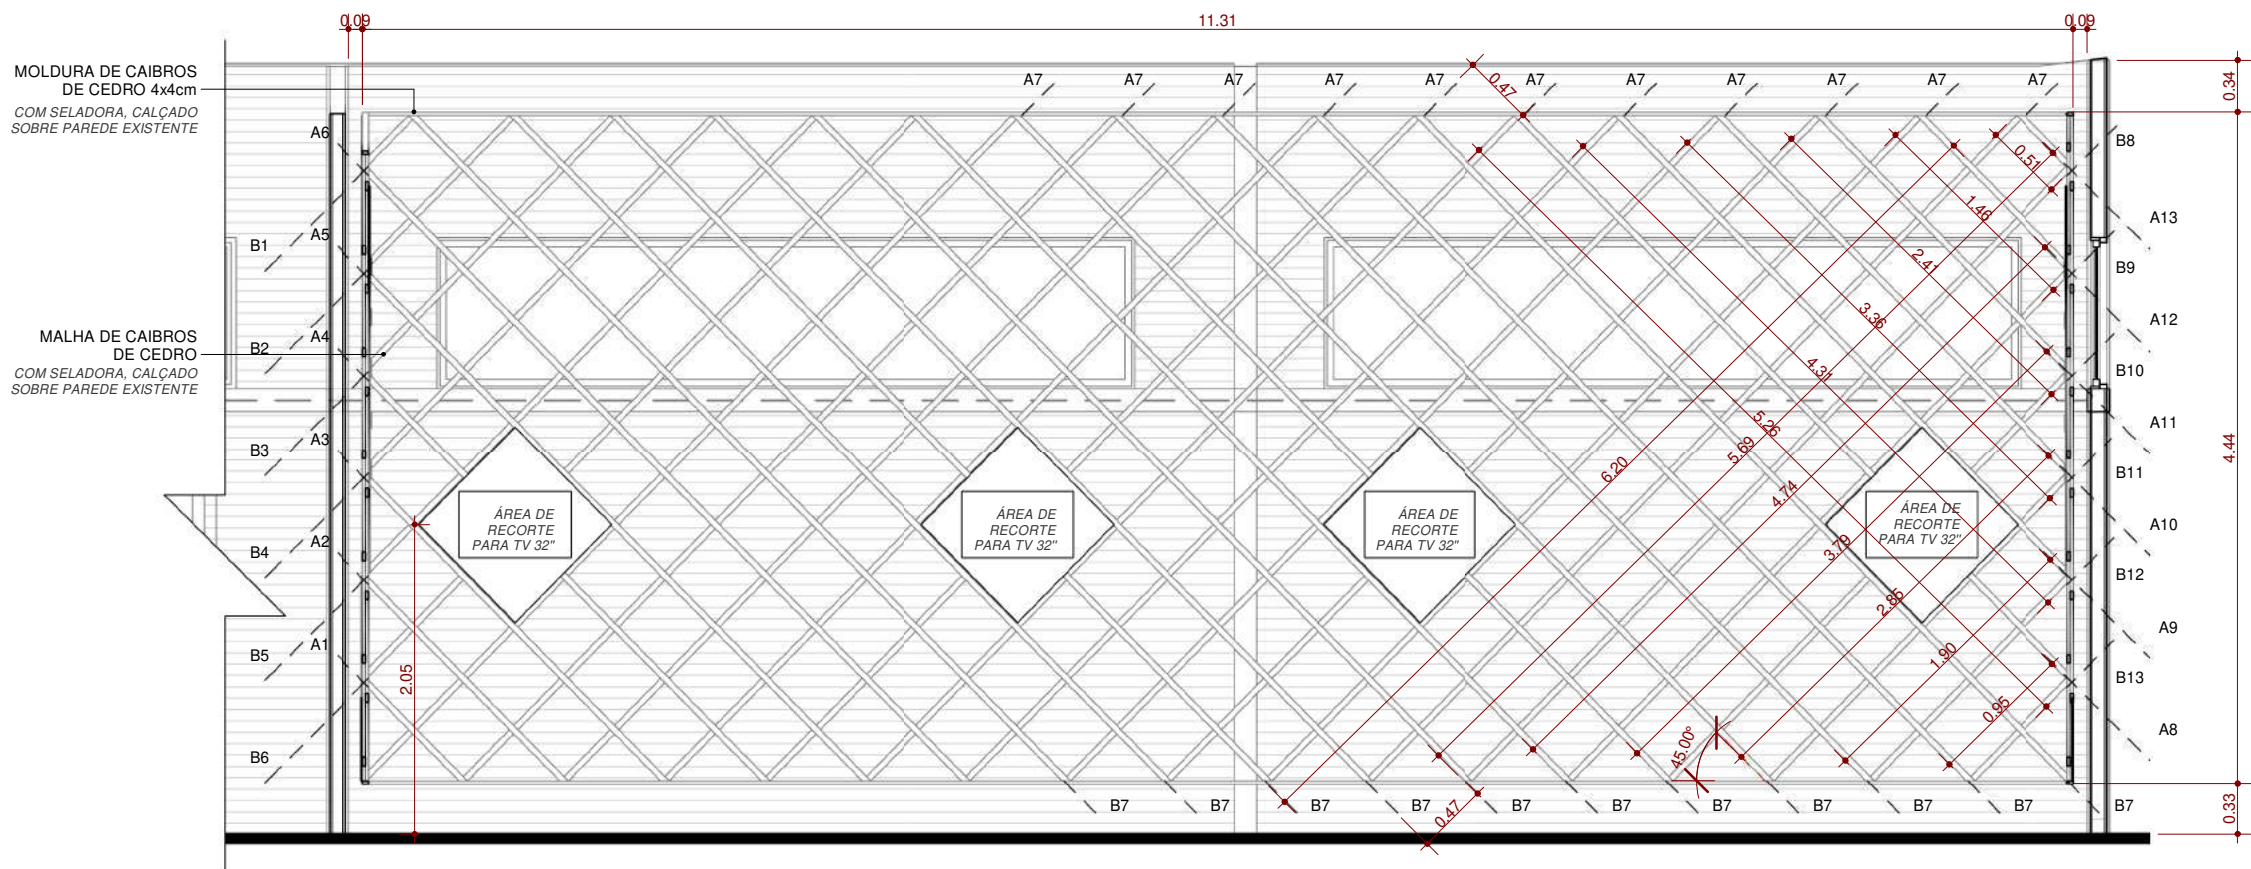 0.09
11.31
0.09
MOLDURA DE CAIBROS
DE CEDRO 4x4cm
COM SELADORA, CALÇADO
SOBRE PAREDE EXISTENTE
A7
A7
A7
A7
A7
A7
A7
A7
A7
A7
A7
0.47
0.34
A6
A5
A4
A3
A2
A1
B1
B2
B3
B4
B5
B6
MALHA DE CAIBROS
DE CEDRO
COM SELADORA, CALÇADO
SOBRE PAREDE EXISTENTE
ÁREA DE
RECORTE
PARA TV 32"
ÁREA DE
RECORTE
PARA TV 32"
ÁREA DE
RECORTE
PARA TV 32"
ÁREA DE
RECORTE
PARA TV 32"
0.51
1.46
2.41
3.36
4.31
5.26
6.20
5.69
4.74
3.79
2.85
1.90
0.95
45.00°
2.05
B8
A13
B9
A12
B10
A11
B11
A10
B12
A9
B13
A8
4.44
0.33
B7
B7
B7
B7
0.47
B7
B7
B7
B7
B7
B7
B7